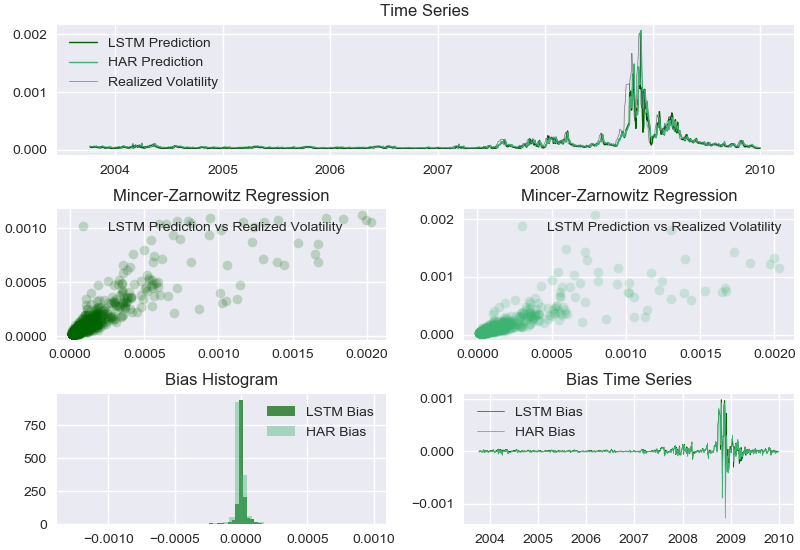 Time Series
0.002
LSTM Prediction
HAR Prediction
Realized Volatility
0.001
0.000
2004 2005 2006 2007 2008 2009 2010
Mincer-Zarnowitz Regression
0.0010
LSTM Prediction vs Realized Volatility
0.0005
0.0000
0.0000 0.0005 0.0010 0.0015 0.0020
Mincer-Zarnowitz Regression
0.002
LSTM Prediction vs Realized Volatility
0.001
0.000
0.0000 0.0005 0.0010 0.0015 0.0020
Bias Histogram
LSTM Bias
HAR Bias
750
500
250
0
−0.0010 −0.0005 0.0000 0.0005 0.0010
Bias Time Series
0.001
LSTM Bias
HAR Bias
0.000
−0.001
2004 2005 2006 2007 2008 2009 2010